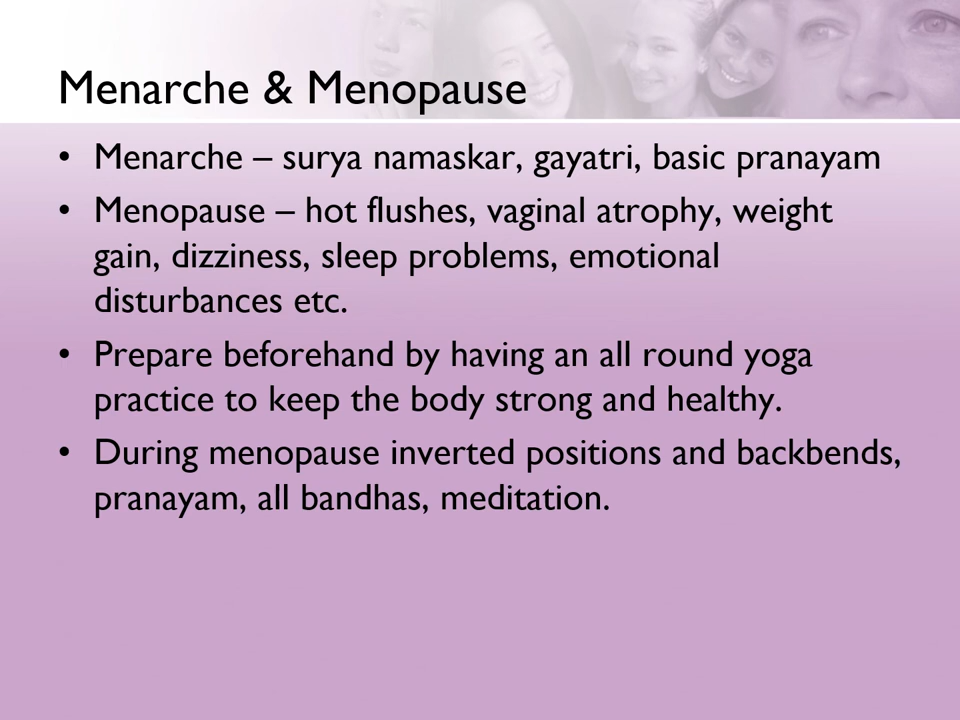 Menarche & Menopause
• Menarche – surya namaskar, gayatri, basic pranayam
• Menopause – hot flushes, vaginal atrophy, weight
gain, dizziness, sleep problems, emotional
disturbances etc.
• Prepare beforehand by having an all round yoga
practice to keep the body strong and healthy.
• During menopause inverted positions and backbends,
pranayam, all bandhas, meditation.